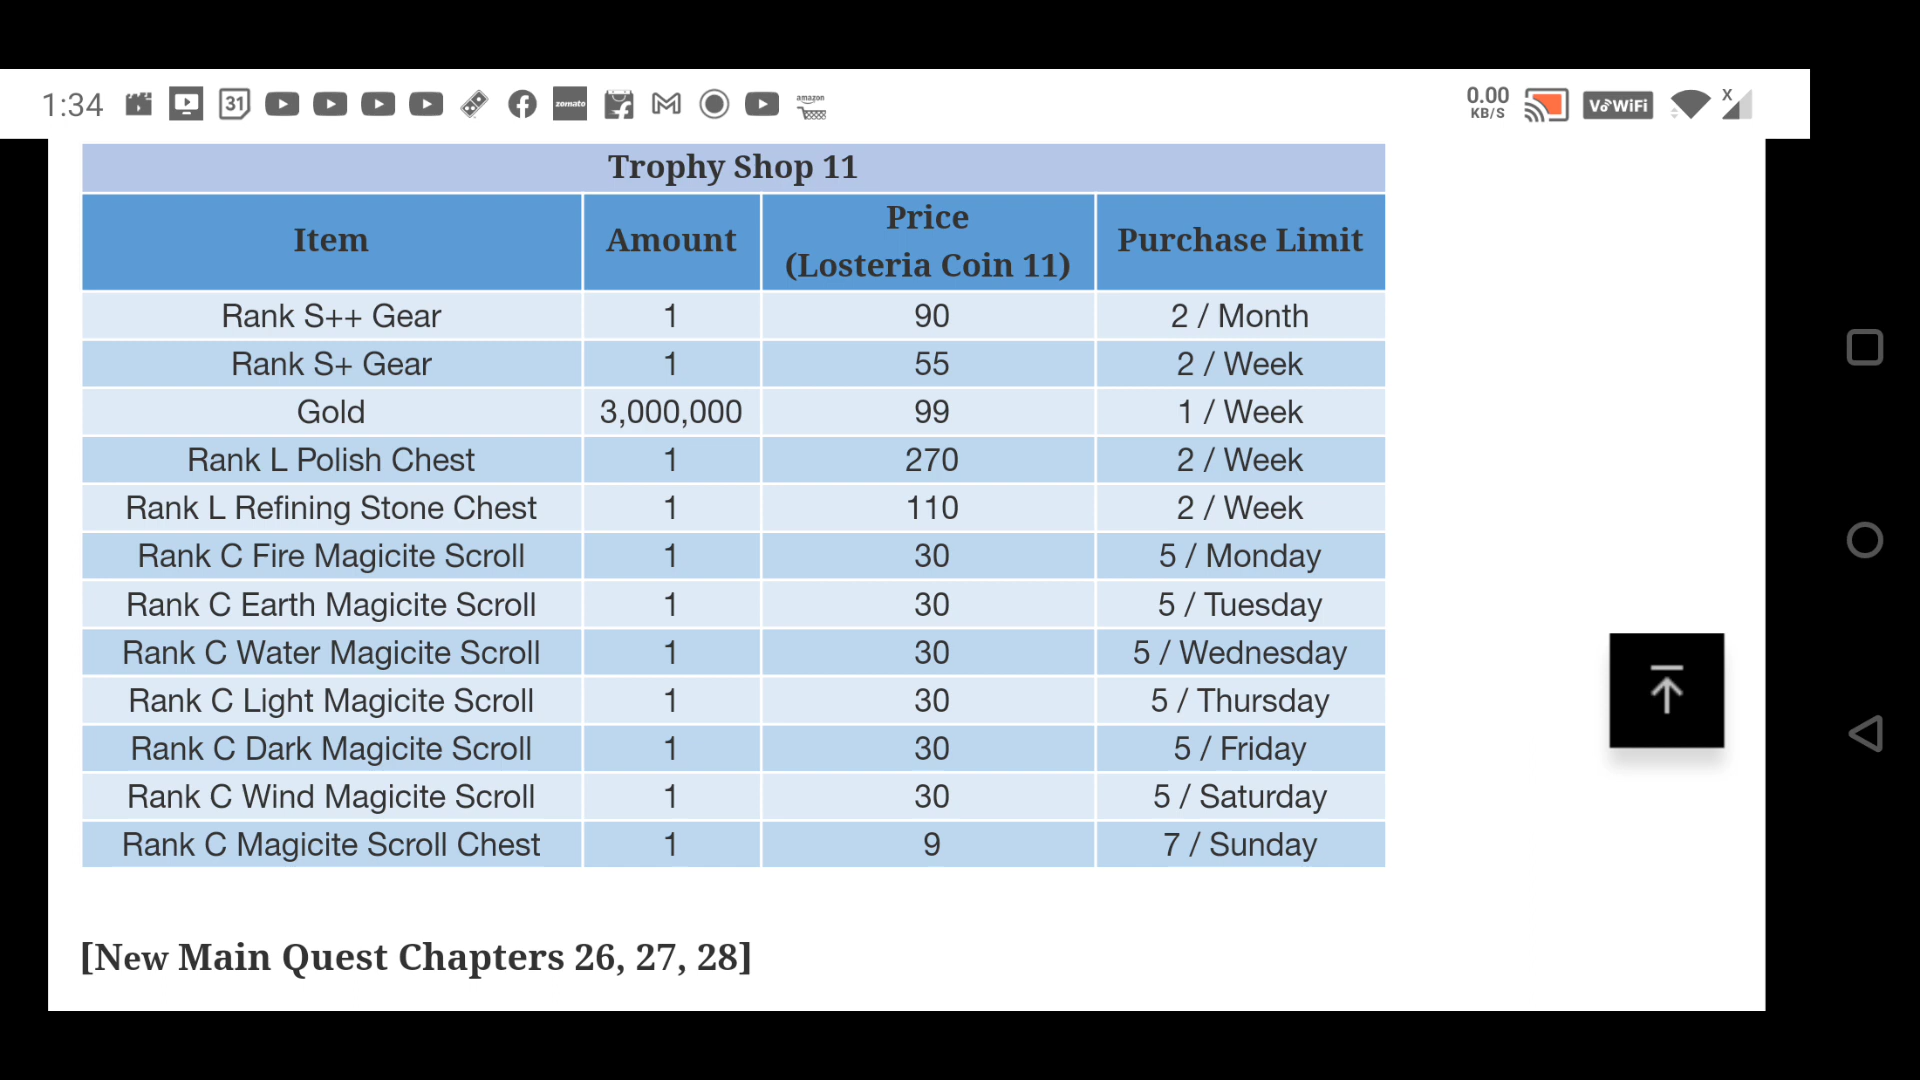 1:34 31 zomato amazon 0.00 KB/S VoWiFi X
Trophy Shop 11
Item Amount Price (Losteria Coin 11) Purchase Limit
Rank S++ Gear 1 90 2 / Month
Rank S+ Gear 1 55 2 / Week
Gold 3,000,000 99 1 / Week
Rank L Polish Chest 1 270 2 / Week
Rank L Refining Stone Chest 1 110 2 / Week
Rank C Fire Magicite Scroll 1 30 5 / Monday
Rank C Earth Magicite Scroll 1 30 5 / Tuesday
Rank C Water Magicite Scroll 1 30 5 / Wednesday
Rank C Light Magicite Scroll 1 30 5 / Thursday
Rank C Dark Magicite Scroll 1 30 5 / Friday
Rank C Wind Magicite Scroll 1 30 5 / Saturday
Rank C Magicite Scroll Chest 1 9 7 / Sunday
[New Main Quest Chapters 26, 27, 28]